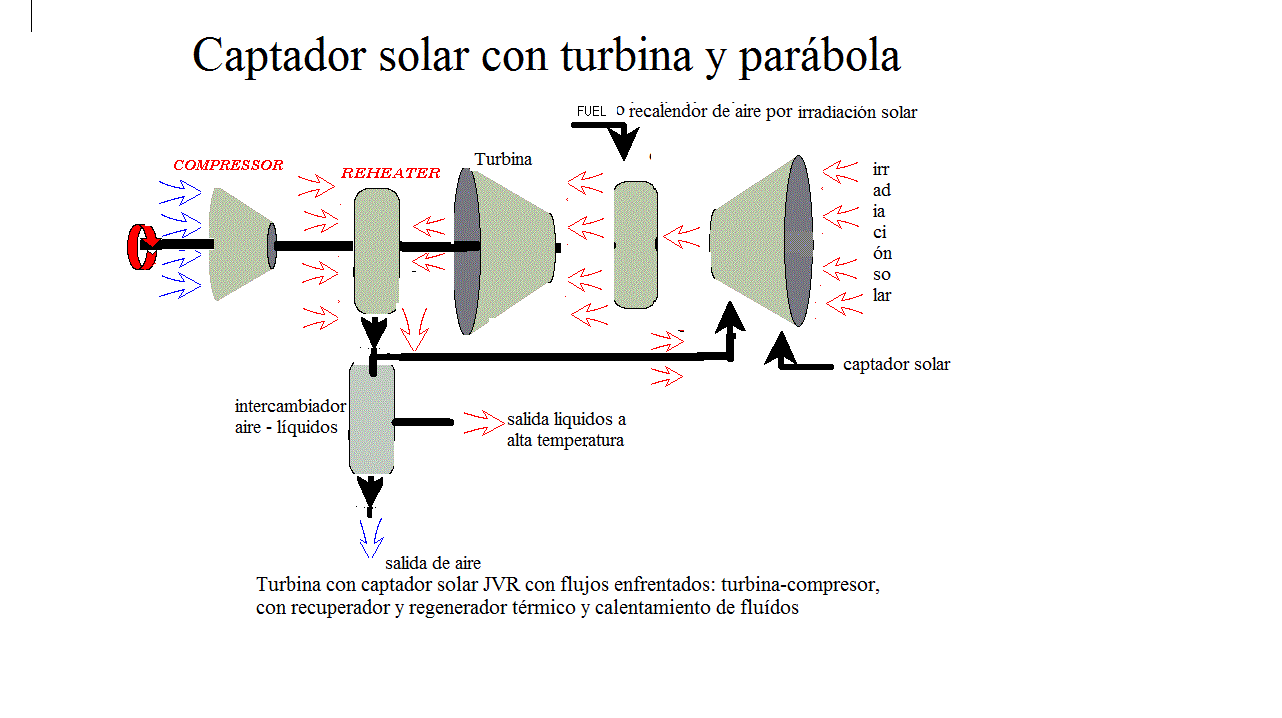 Captador solar con turbina y parábola
FUEL o recalendor de aire por irradiación solar
COMPRESSOR
REHEATER
Turbina
irr
ad
ia
ci
ón
so
lar
captador solar
intercambiador
aire - líquidos
salida liquidos a
alta temperatura
salida de aire
Turbina con captador solar JVR con flujos enfrentados: turbina-compresor,
con recuperador y regenerador térmico y calentamiento de fluídos